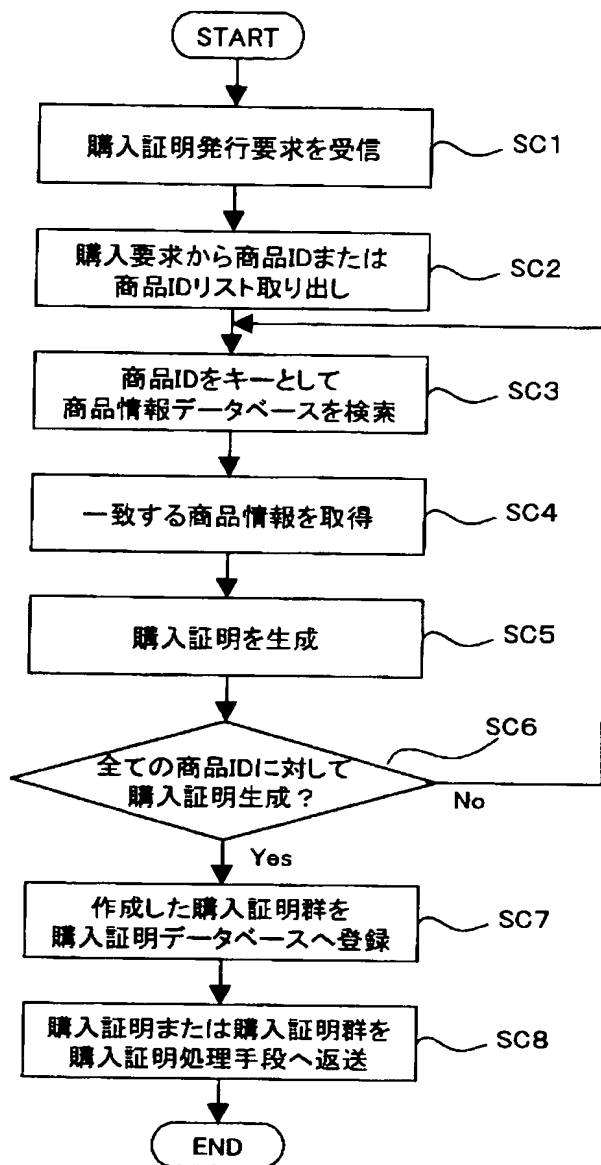 START
購入証明発行要求を受信
SC1
購入要求から商品IDまたは
商品IDリスト取り出し
SC2
商品IDをキーとして
商品情報データベースを検索
SC3
一致する商品情報を取得
SC4
購入証明を生成
SC5
全ての商品IDに対して
購入証明生成？
SC6
No
Yes
作成した購入証明群を
購入証明データベースへ登録
SC7
購入証明または購入証明群を
購入証明処理手段へ返送
SC8
END